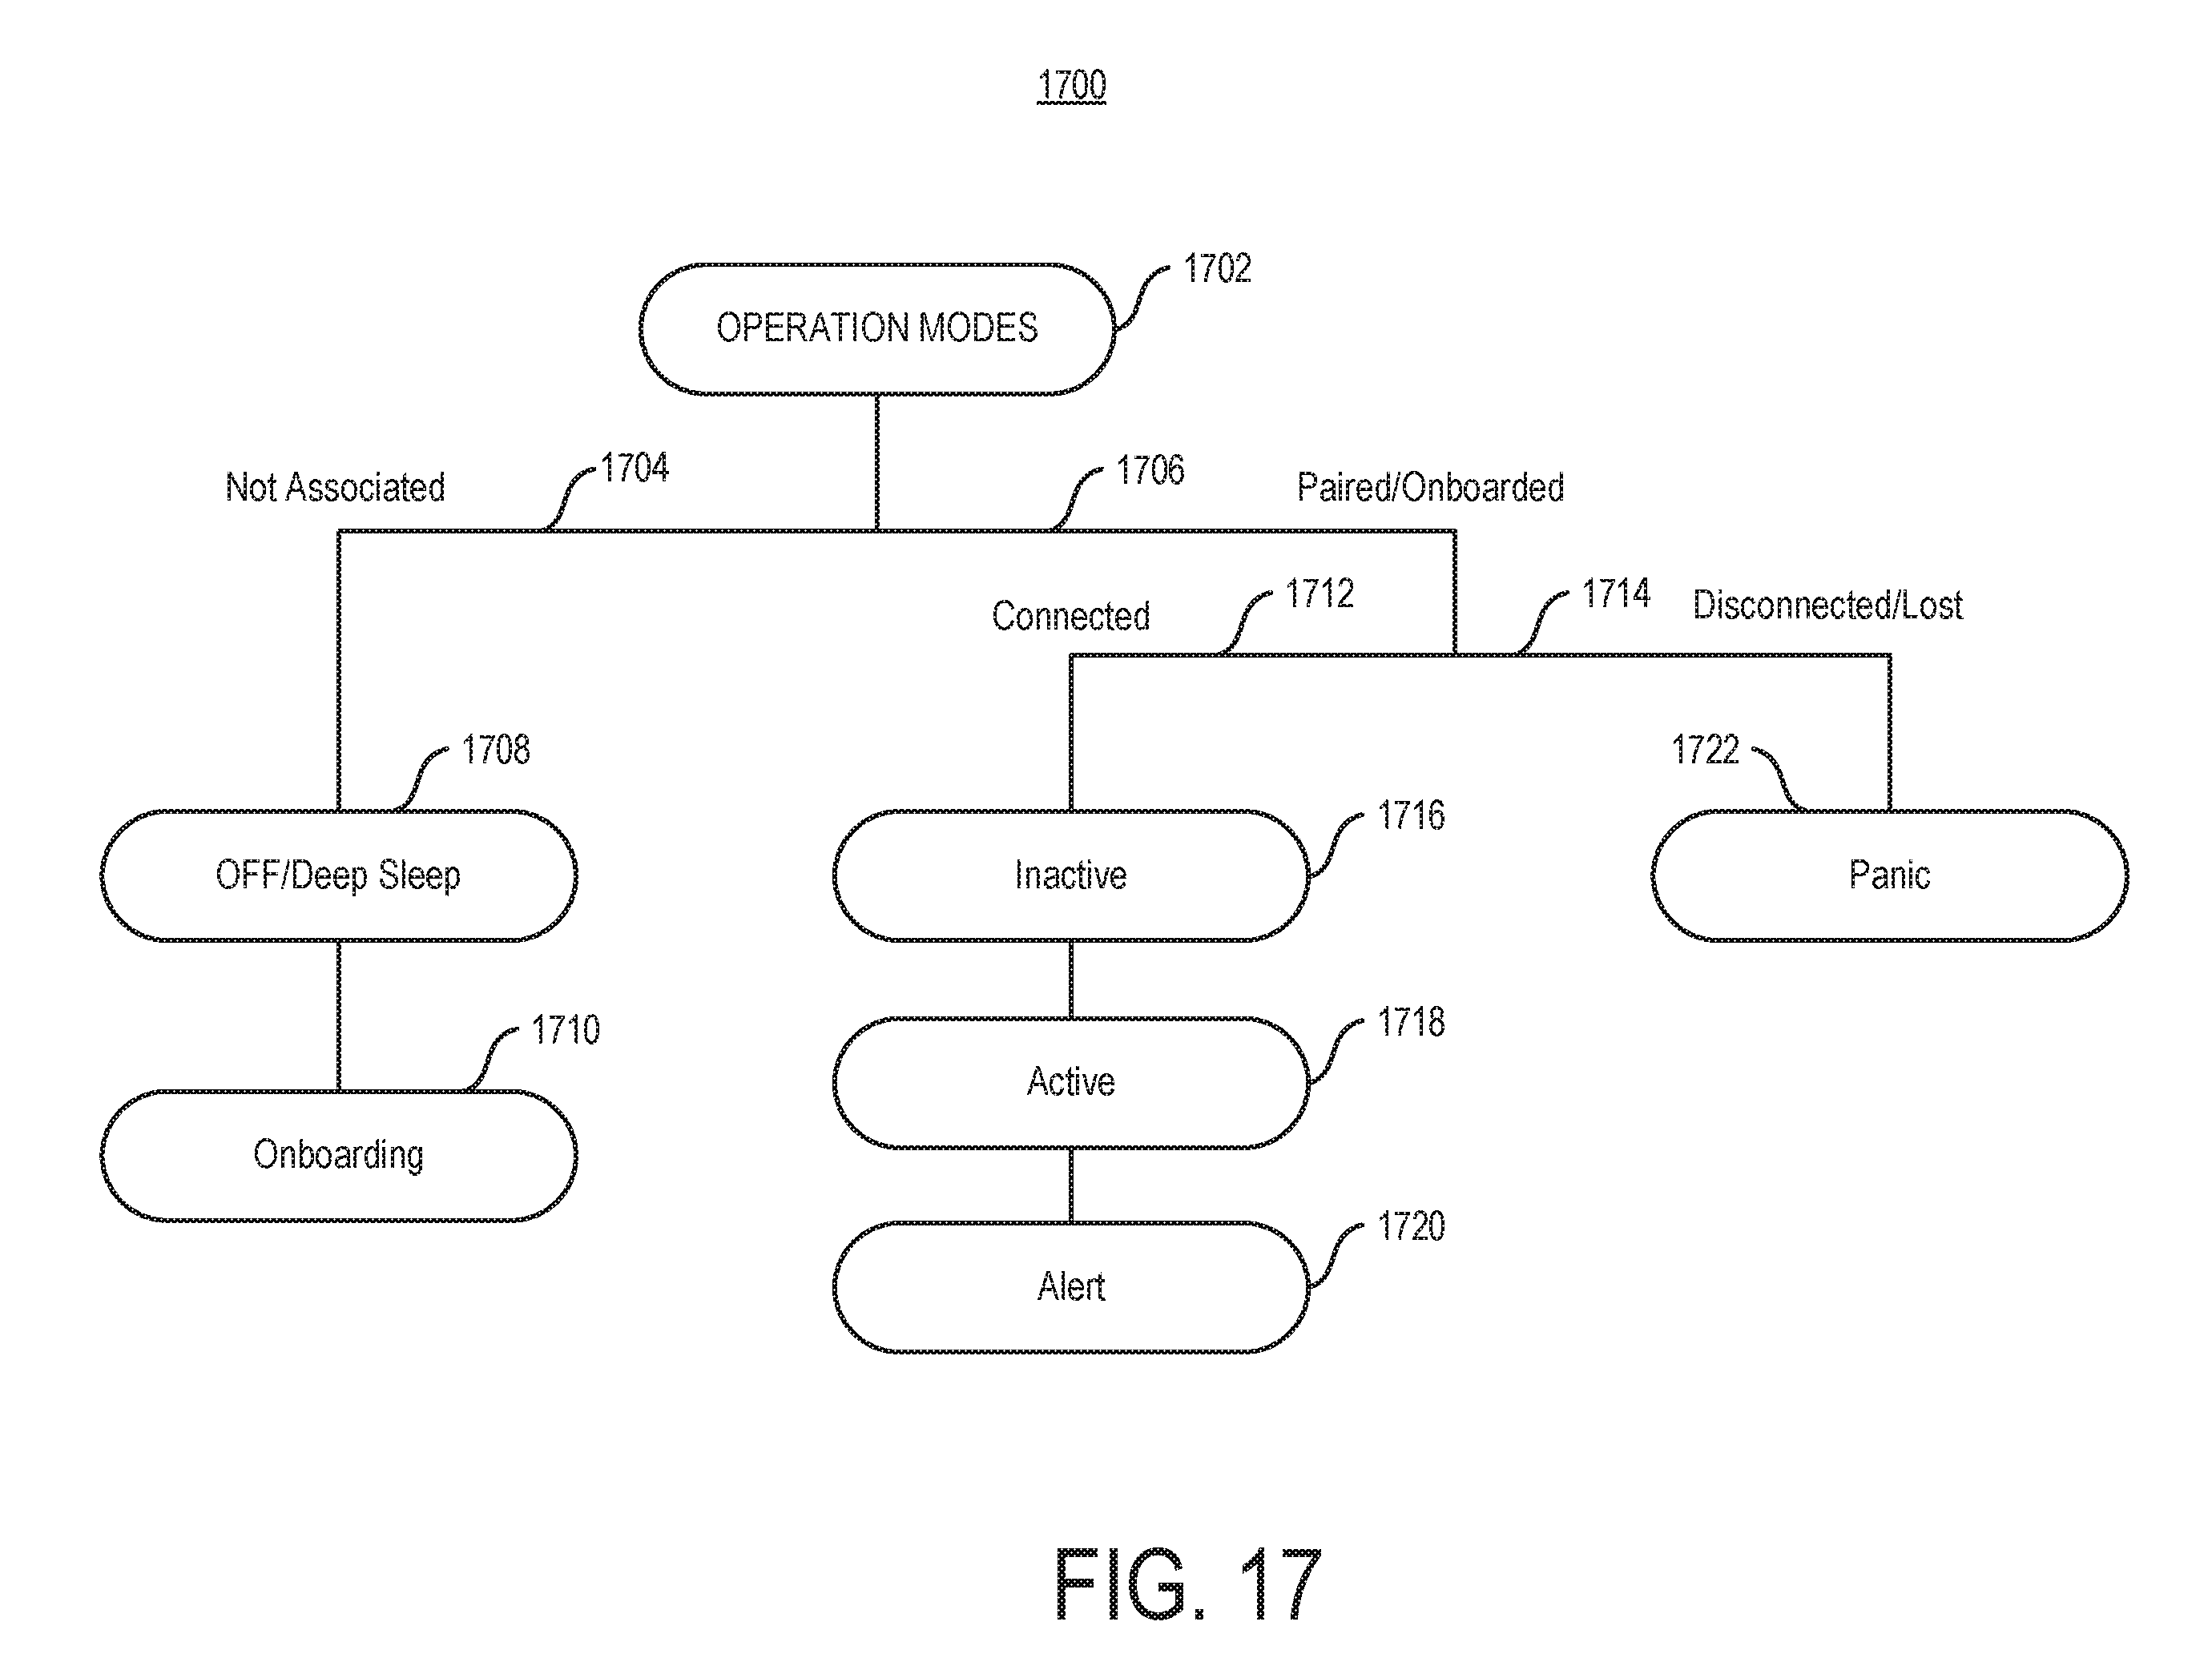 1700
1702
OPERATION MODES
Not Associated
1704
1706
Paired/Onboarded
Connected
1712
1714
Disconnected/Lost
1708
1722
OFF/Deep Sleep
Inactive
1716
Panic
1710
1718
Onboarding
Active
1720
Alert
FIG. 17